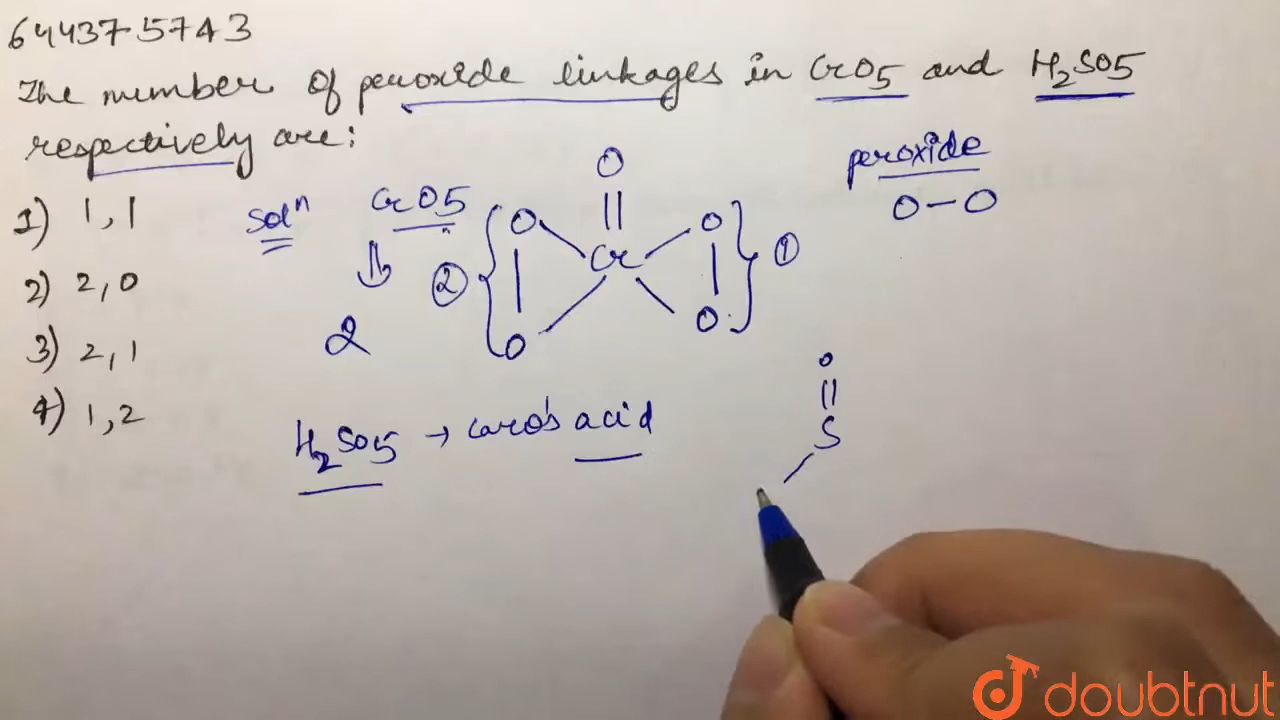 644375743
The number of peroxide linkages in CrO5 and H2SO5
respectively are:
1) 1, 1
2) 2, 0
3) 2, 1
4) 1, 2
Solⁿ
CrO5
⇓
2
②
O
||
O Cr O
O O
①
peroxide
O-O
H2SO5 → caro's acid
O
||
S
doubtnut